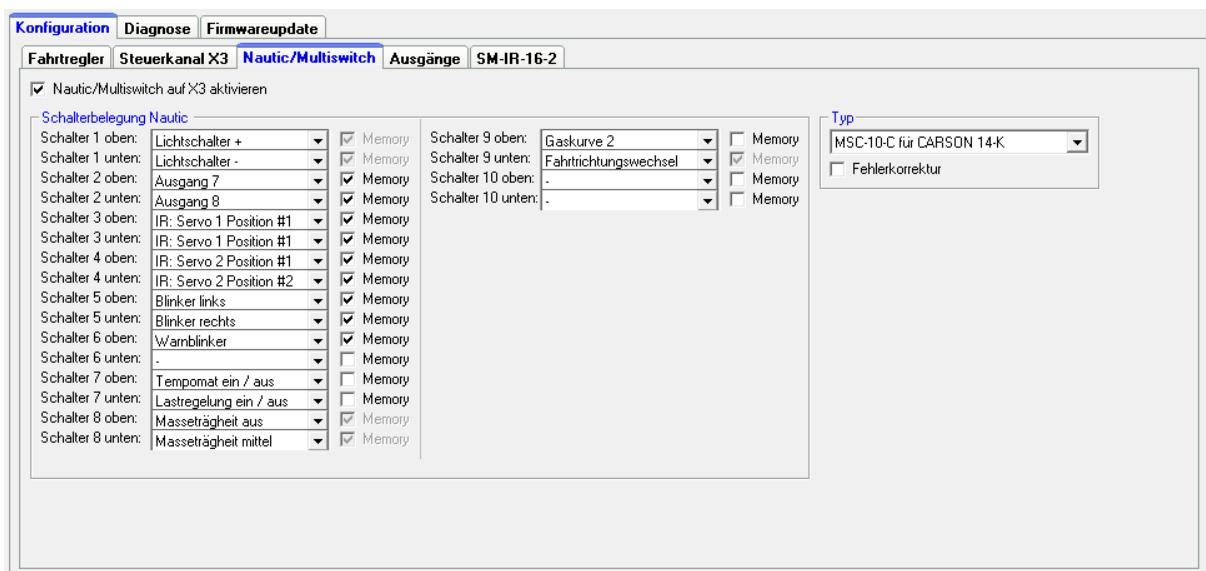 Konfiguration Diagnose Firmwareupdate
Fahrtregler Steuerkanal X3 Nautic/Multiswitch Ausgänge SM-IR-16-2
Nautic/Multiswitch auf X3 aktivieren
Schalterbelegung Nautic
Schalter 1 oben: Lichtschalter + Memory
Schalter 1 unten: Lichtschalter - Memory
Schalter 2 oben: Ausgang 7 Memory
Schalter 2 unten: Ausgang 8 Memory
Schalter 3 oben: IR: Servo 1 Position #1 Memory
Schalter 3 unten: IR: Servo 1 Position #1 Memory
Schalter 4 oben: IR: Servo 2 Position #1 Memory
Schalter 4 unten: IR: Servo 2 Position #2 Memory
Schalter 5 oben: Blinker links Memory
Schalter 5 unten: Blinker rechts Memory
Schalter 6 oben: Warnblinker Memory
Schalter 6 unten: - Memory
Schalter 7 oben: Tempomat ein / aus Memory
Schalter 7 unten: Lastregelung ein / aus Memory
Schalter 8 oben: Masseträgheit aus Memory
Schalter 8 unten: Masseträgheit mittel Memory
Schalter 9 oben: Gaskurve 2 Memory
Schalter 9 unten: Fahrtrichtungswechsel Memory
Schalter 10 oben: - Memory
Schalter 10 unten: - Memory
Typ
MSC-10-C für CARSON 14-K
Fehlerkorrektur